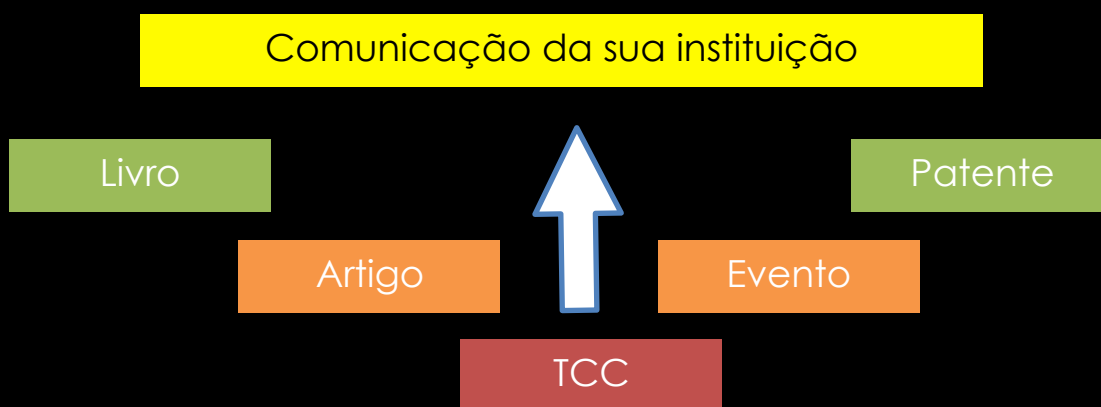 Comunicação da sua instituição
Livro
Patente
Artigo
Evento
TCC